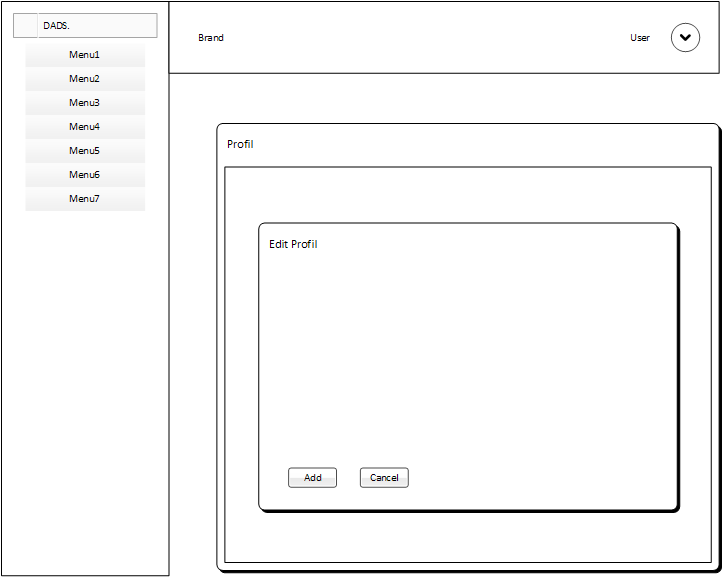 DADS.
Menu1
Menu2
Menu3
Menu4
Menu5
Menu6
Menu7
Brand
User
Profil
Edit Profil
Add
Cancel